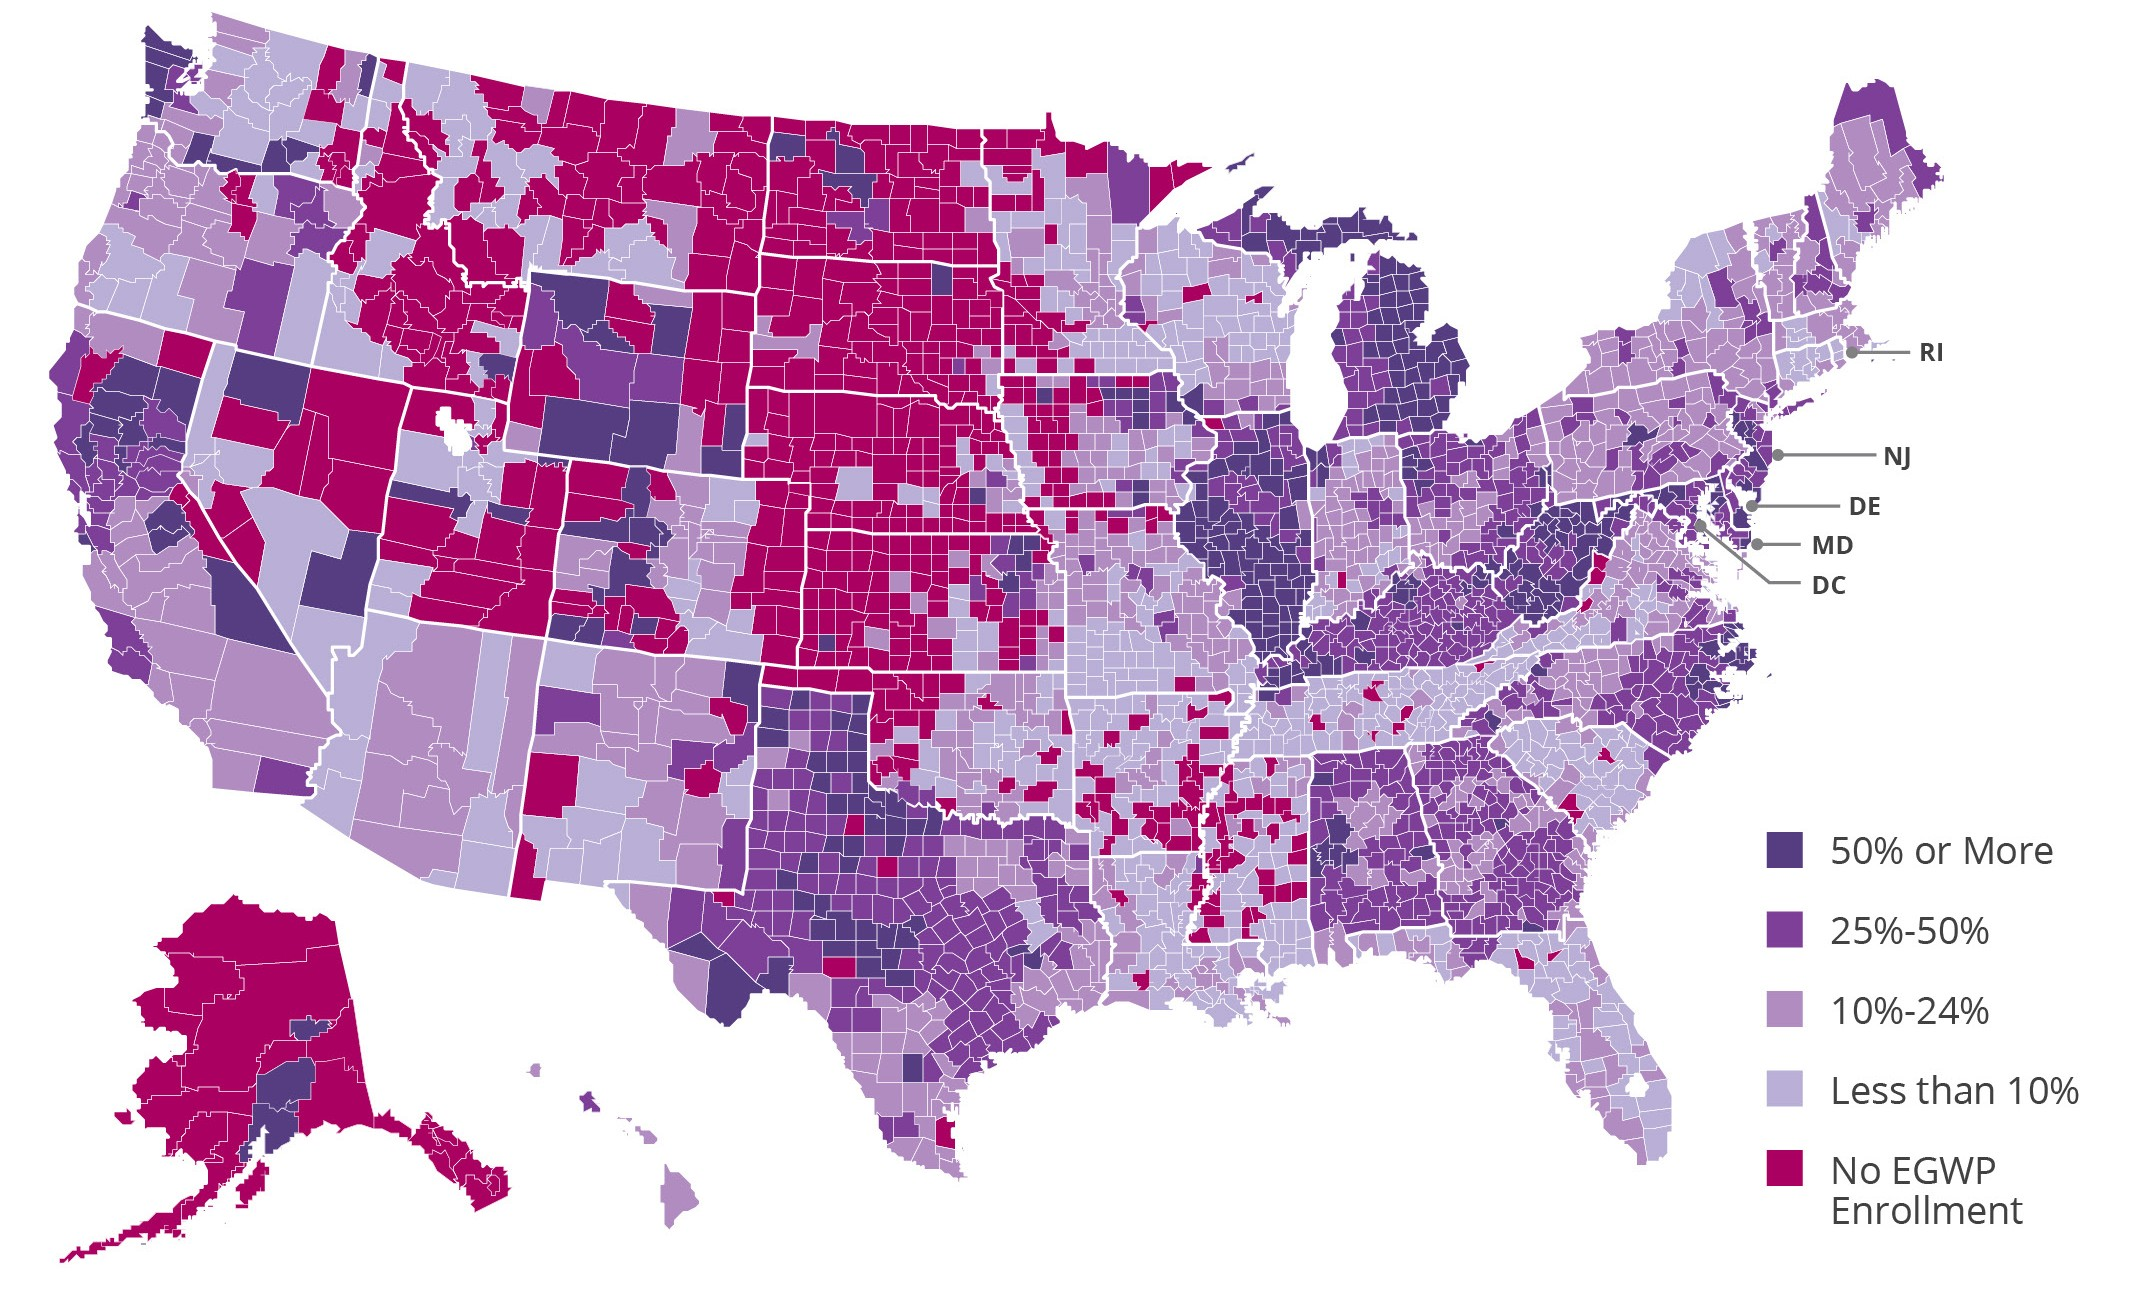 RI
NJ
DE
MD
DC
50% or More
25%-50%
10%-24%
Less than 10%
No EGWP
Enrollment